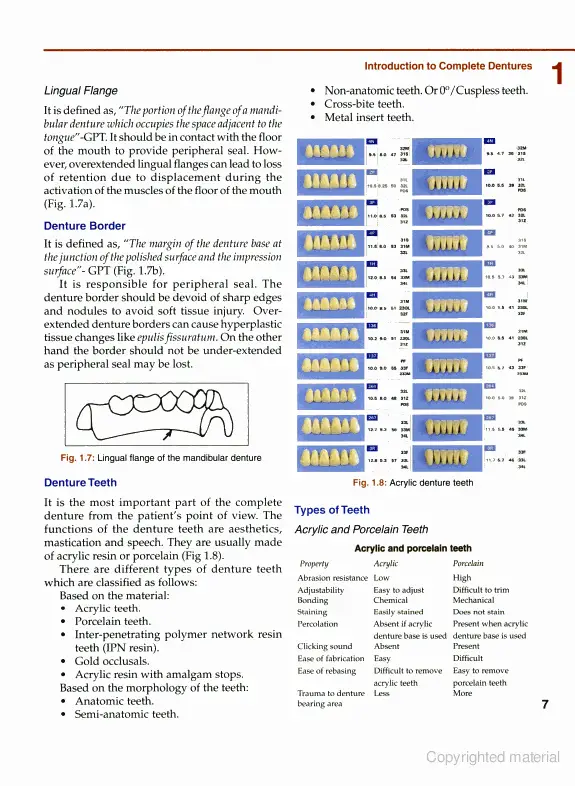 Introduction to Complete Dentures
1
Lingual Flange
It is defined as, "The portion of the flange of a mandi-
bular denture which occupies the space adjacent to the
tongue"-GPT. It should be in contact with the floor
of the mouth to provide peripheral seal. How-
ever, overextended lingual flanges can lead to loss
of retention due to displacement during the
activation of the muscles of the floor of the mouth
(Fig. 1.7a).
Denture Border
It is defined as, "The margin of the denture base at
the junction of the polished surface and the impression
surface"- GPT (Fig. 1.7b).
It is responsible for peripheral seal. The
denture border should be devoid of sharp edges
and nodules to avoid soft tissue injury. Over-
extended denture borders can cause hyperplastic
tissue changes like epulis fissuratum. On the other
hand the border should not be under-extended
as peripheral seal may be lost.
Fig. 1.7: Lingual flange of the mandibular denture
Denture Teeth
It is the most important part of the complete
denture from the patient's point of view. The
functions of the denture teeth are aesthetics,
mastication and speech. They are usually made
of acrylic resin or porcelain (Fig 1.8).
There are different types of denture teeth
which are classified as follows:
Based on the material:
• Acrylic teeth.
• Porcelain teeth.
• Inter-penetrating polymer network resin
teeth (IPN resin).
• Gold occlusals.
• Acrylic resin with amalgam stops.
Based on the morphology of the teeth:
• Anatomic teeth.
• Semi-anatomic teeth.
• Non-anatomic teeth. Or 0º/Cuspless teeth.
• Cross-bite teeth.
• Metal insert teeth.
Fig. 1.8: Acrylic denture teeth
Types of Teeth
Acrylic and Porcelain Teeth
Acrylic and porcelain teeth
Property Acrylic Porcelain
Abrasion resistance Low High
Adjustability Easy to adjust Difficult to trim
Bonding Chemical Mechanical
Staining Easily stained Does not stain
Percolation Absent if acrylic Present when acrylic
denture base is used denture base is used
Clicking sound Absent Present
Ease of fabrication Easy Difficult
Ease of rebasing Difficult to remove Easy to remove
acrylic teeth porcelain teeth
Trauma to denture Less More
bearing area
7
Copyrighted material